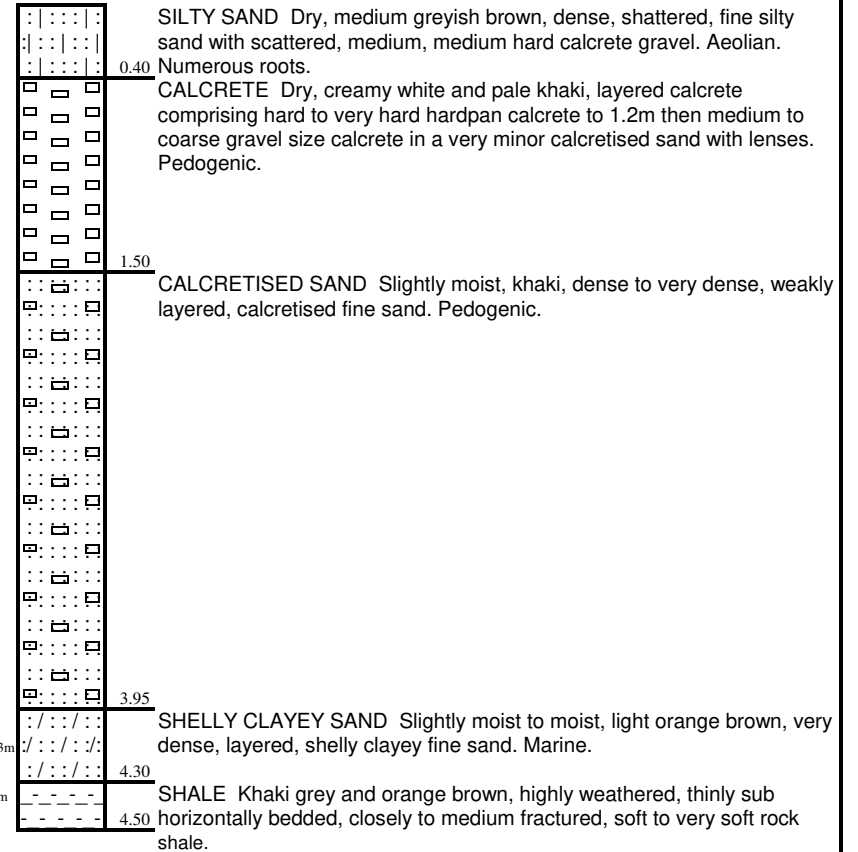 SILTY SAND Dry, medium greyish brown, dense, shattered, fine silty
sand with scattered, medium, medium hard calcrete gravel. Aeolian.
0.40 Numerous roots.
CALCRETE Dry, creamy white and pale khaki, layered calcrete
comprising hard to very hard hardpan calcrete to 1.2m then medium to
coarse gravel size calcrete in a very minor calcretised sand with lenses.
Pedogenic.
1.50
CALCRETISED SAND Slightly moist, khaki, dense to very dense, weakly
layered, calcretised fine sand. Pedogenic.
3.95
SHELLY CLAYEY SAND Slightly moist to moist, light orange brown, very
dense, layered, shelly clayey fine sand. Marine.
4.30
SHALE Khaki grey and orange brown, highly weathered, thinly sub
4.50 horizontally bedded, closely to medium fractured, soft to very soft rock
shale.